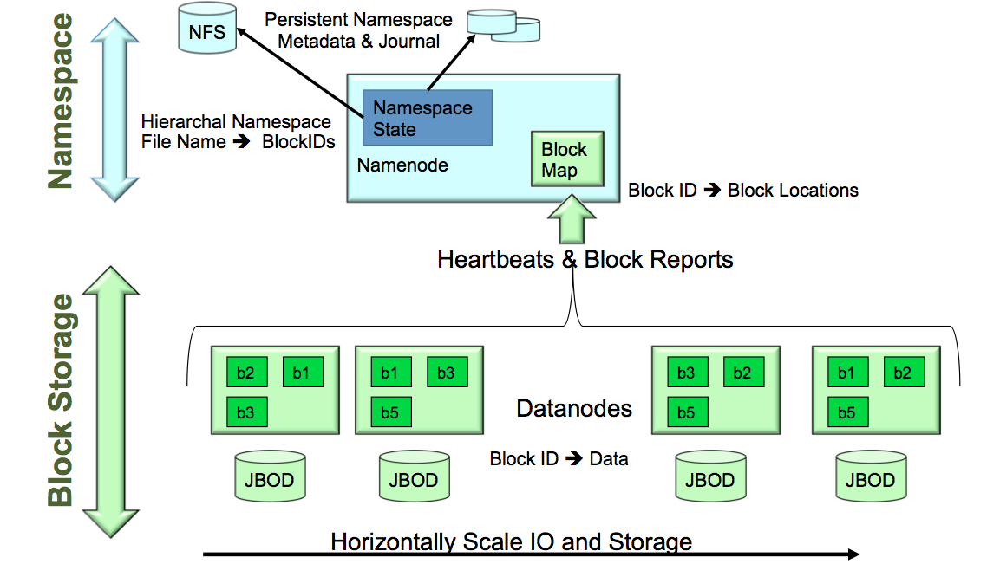 Namespace
NFS
Persistent Namespace
Metadata & Journal
Hierarchal Namespace
File Name ➔ BlockIDs
Namespace
State
Namenode
Block
Map
Block ID ➔ Block Locations
Heartbeats & Block Reports
Block Storage
b2 b1
b3
b1 b3
b5
Datanodes
b3 b2
b5
b1 b2
b5
Block ID ➔ Data
JBOD
JBOD
JBOD
JBOD
Horizontally Scale IO and Storage